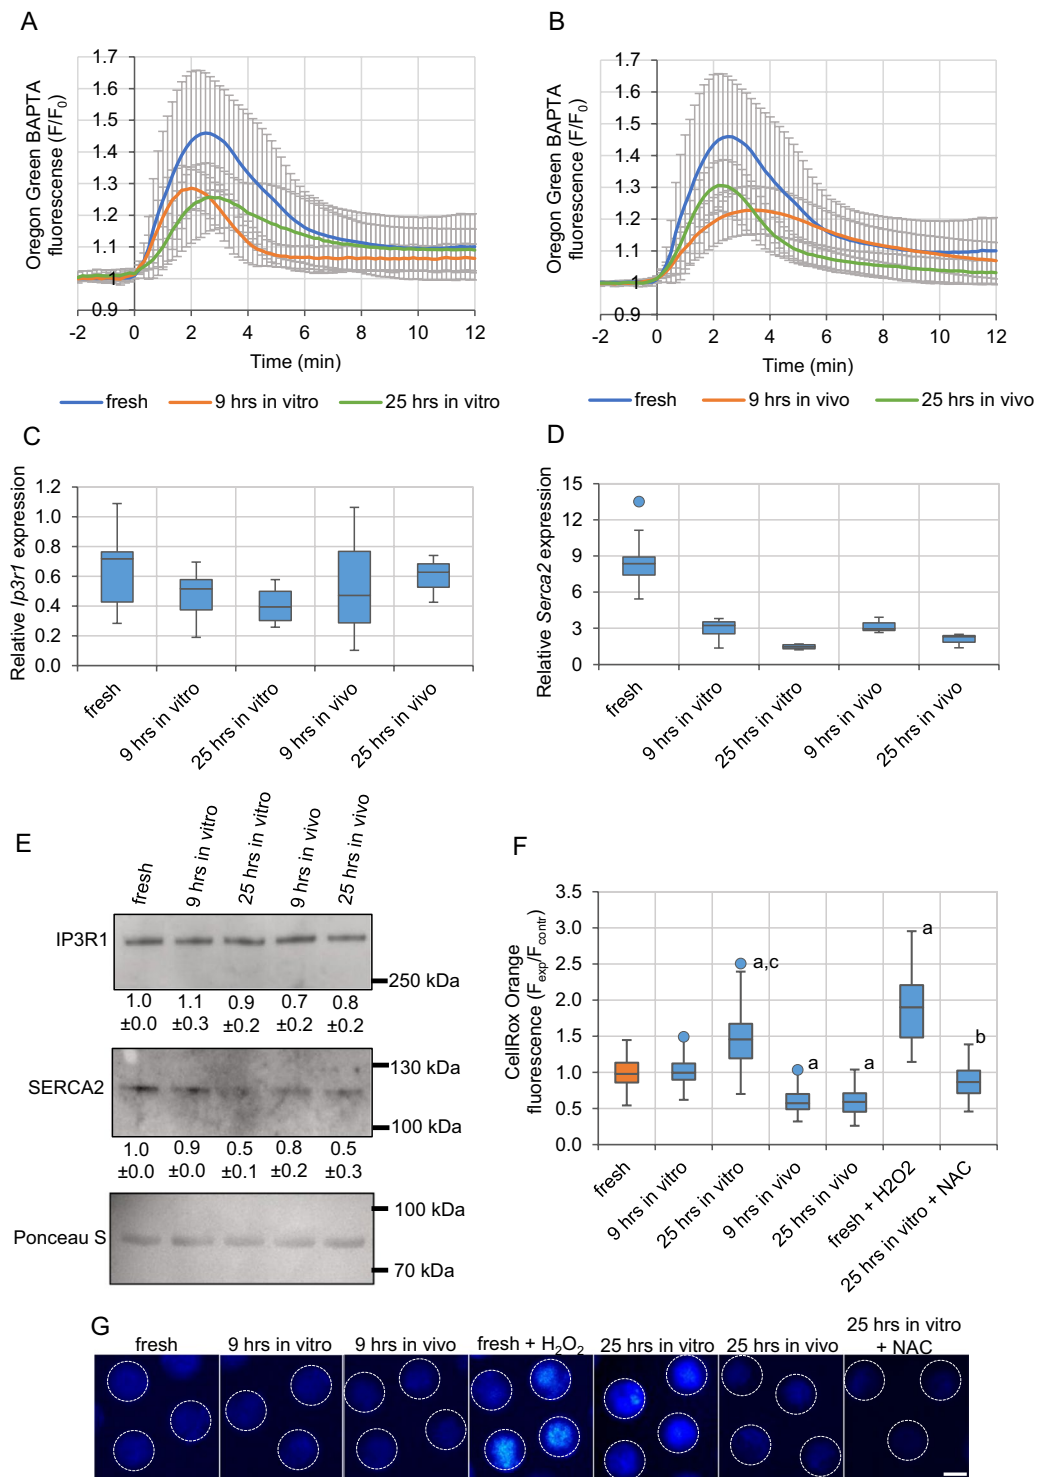 A
Oregon Green BAPTA
fluorescense (F/F0)
1.7
1.6
1.5
1.4
1.3
1.2
1.1
1
0.9
-2 0 2 4 6 8 10 12
Time (min)
fresh 9 hrs in vitro 25 hrs in vitro
B
Oregon Green BAPTA
fluorescence (F/F0)
1.7
1.6
1.5
1.4
1.3
1.2
1.1
1
0.9
-2 0 2 4 6 8 10 12
Time (min)
fresh 9 hrs in vivo 25 hrs in vivo
C
Relative Ip3r1 expression
1.2
1.0
0.8
0.6
0.4
0.2
0.0
fresh
9 hrs in vitro
25 hrs in vitro
9 hrs in vivo
25 hrs in vivo
D
Relative Serca2 expression
15
12
9
6
3
0
fresh
9 hrs in vitro
25 hrs in vitro
9 hrs in vivo
25 hrs in vivo
E
fresh
9 hrs in vitro
25 hrs in vitro
9 hrs in vivo
25 hrs in vivo
IP3R1
250 kDa
1.0 1.1 0.9 0.7 0.8
±0.0 ±0.3 ±0.2 ±0.2 ±0.2
130 kDa
SERCA2
100 kDa
1.0 0.9 0.5 0.8 0.5
±0.0 ±0.0 ±0.1 ±0.2 ±0.3
100 kDa
Ponceau S
70 kDa
F
CellRox Orange
fluorescence (Fexp/Fcontr)
3.5
3.0
2.5
2.0
1.5
1.0
0.5
0.0
a,c
a
a
a
b
fresh
9 hrs in vitro
25 hrs in vitro
9 hrs in vivo
25 hrs in vivo
fresh + H2O2
25 hrs in vitro + NAC
G
fresh
9 hrs in vitro
9 hrs in vivo
fresh + H2O2
25 hrs in vitro
25 hrs in vivo
25 hrs in vitro
+ NAC